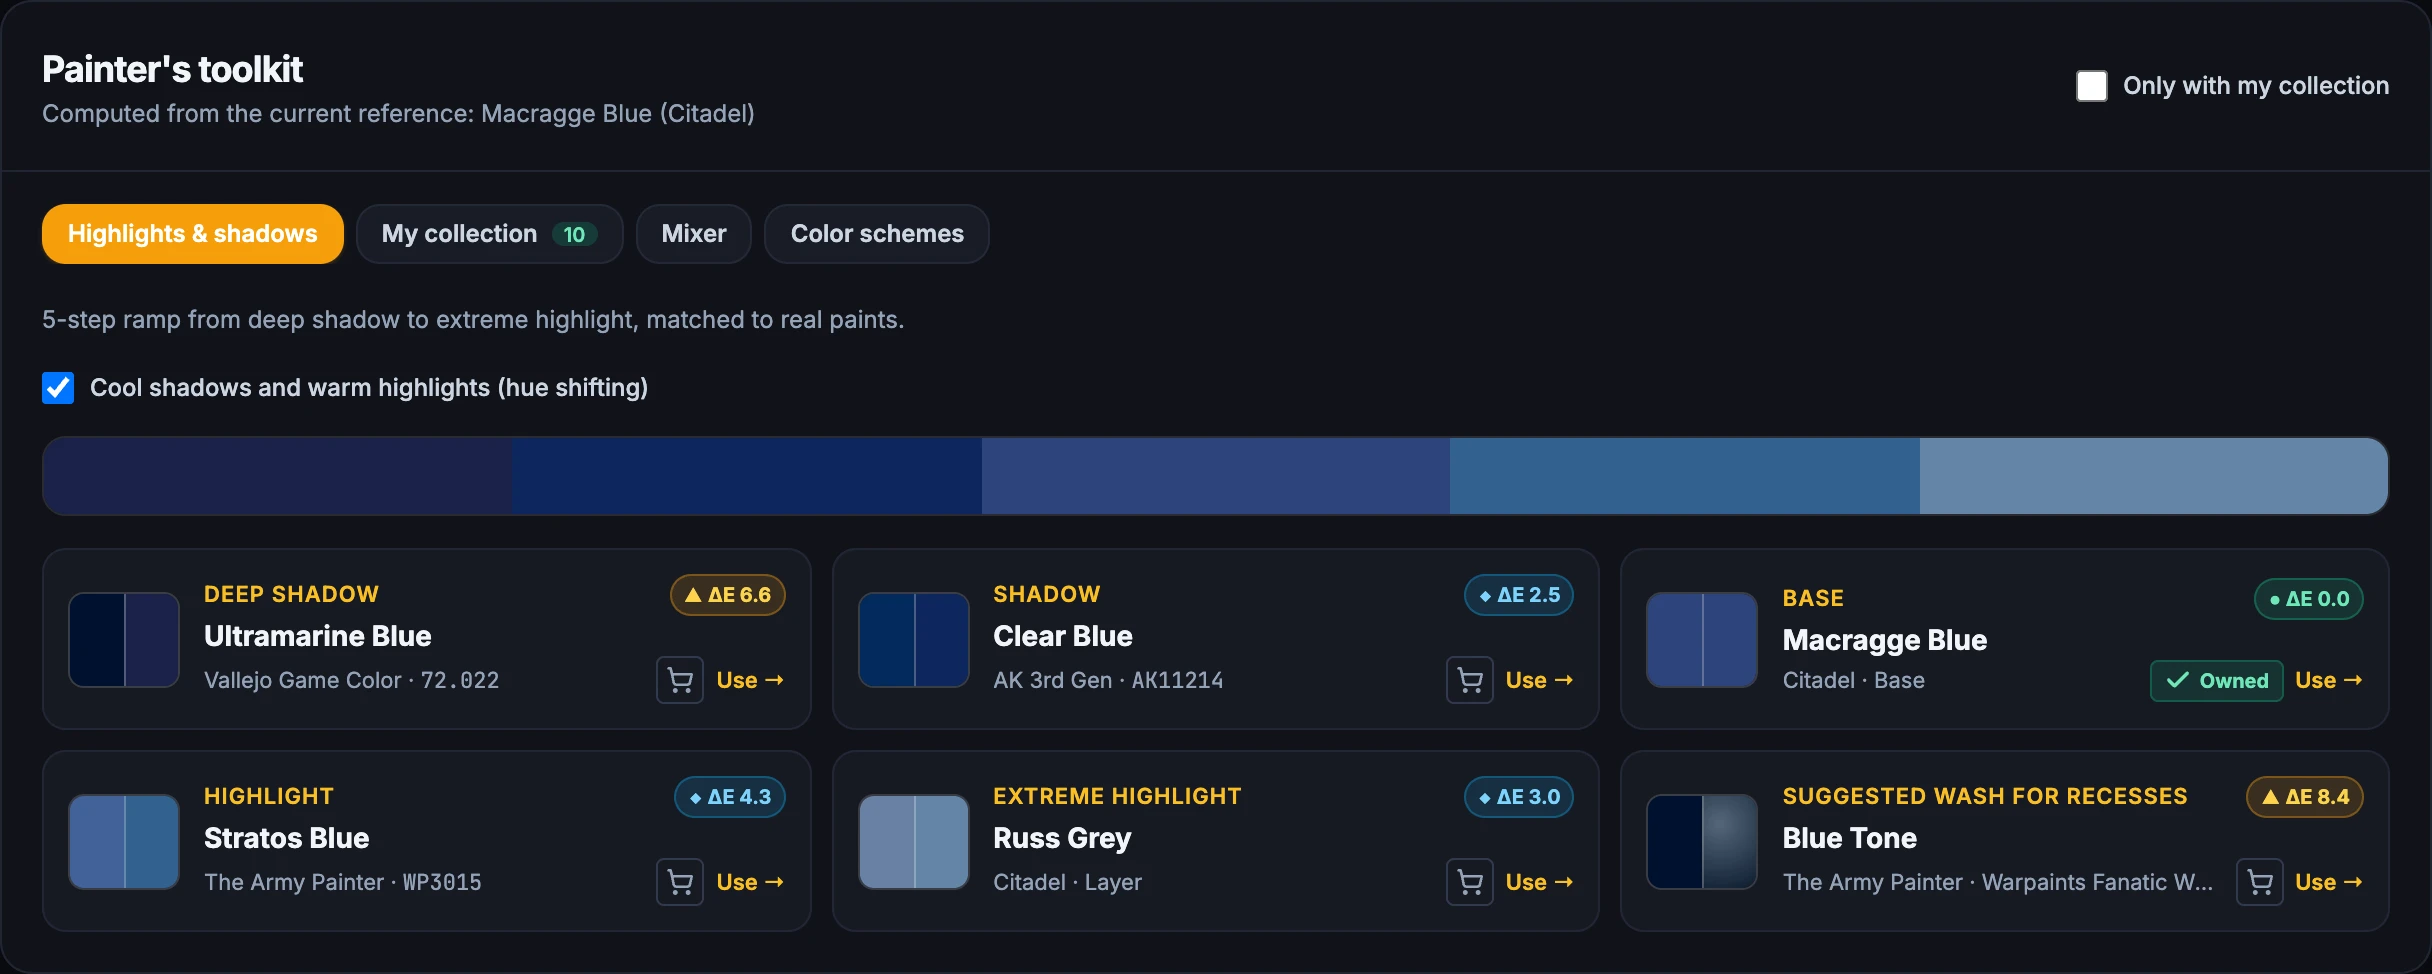 Painter's toolkit
Computed from the current reference: Macragge Blue (Citadel)
Only with my collection
Highlights & shadows
My collection 10
Mixer
Color schemes
5-step ramp from deep shadow to extreme highlight, matched to real paints.
Cool shadows and warm highlights (hue shifting)
DEEP SHADOW
▲ ΔE 6.6
Ultramarine Blue
Vallejo Game Color · 72.022
Use →
SHADOW
◆ ΔE 2.5
Clear Blue
AK 3rd Gen · AK11214
Use →
BASE
● ΔE 0.0
Macragge Blue
Citadel · Base
✓ Owned
Use →
HIGHLIGHT
◆ ΔE 4.3
Stratos Blue
The Army Painter · WP3015
Use →
EXTREME HIGHLIGHT
◆ ΔE 3.0
Russ Grey
Citadel · Layer
Use →
SUGGESTED WASH FOR RECESSES
▲ ΔE 8.4
Blue Tone
The Army Painter · Warpaints Fanatic W...
Use →